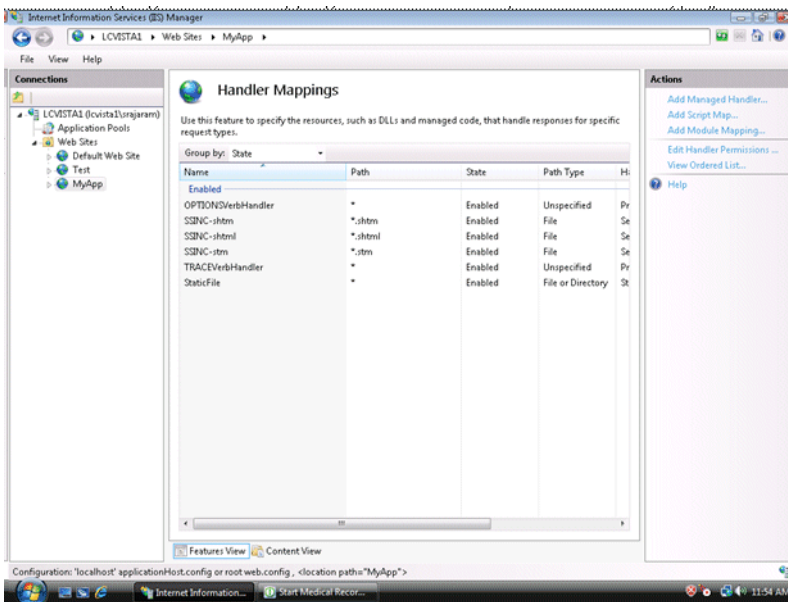 Internet Information Services (IIS) Manager
LCVISTA1 Web Sites MyApp
File View Help
Connections
LCVISTA1 (lcvista1\srajaram)
Application Pools
Web Sites
Default Web Site
Test
MyApp
Handler Mappings
Use this feature to specify the resources, such as DLLs and managed code, that handle responses for specific
request types.
Group by: State
Name Path State Path Type
Enabled
OPTIONSVerbHandler * Enabled Unspecified Pr
SSINC-shtm *.shtm Enabled File Se
SSINC-shtml *.shtml Enabled File Se
SSINC-stm *.stm Enabled File Se
TRACEVerbHandler * Enabled Unspecified Pr
StaticFile * Enabled File or Directory St
Features View Content View
Actions
Add Managed Handler...
Add Script Map...
Add Module Mapping...
Edit Handler Permissions ...
View Ordered List...
Help
Configuration: 'localhost' applicationHost.config or root web.config , <location path="MyApp">
Internet Information... Start Medical Recor... 11:54 AM